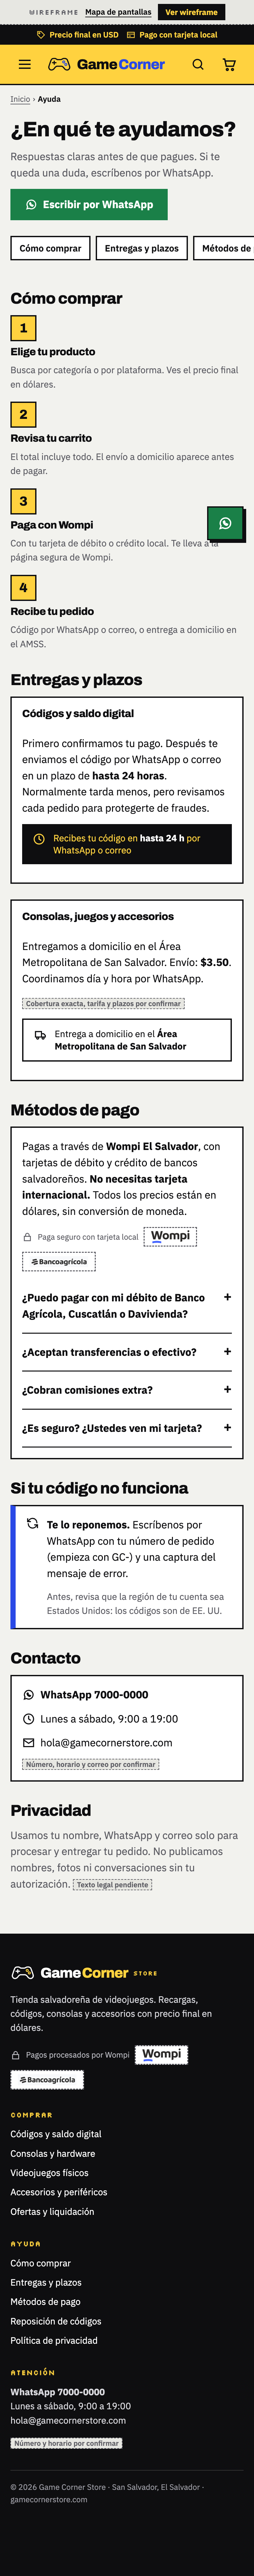 WIREFRAME Mapa de pantallas Ver wireframe
Precio final en USD Pago con tarjeta local
GameCorner
Inicio › Ayuda
¿En qué te ayudamos?
Respuestas claras antes de que pagues. Si te
queda una duda, escríbenos por WhatsApp.
Escribir por WhatsApp
Cómo comprar Entregas y plazos Métodos de
Cómo comprar
1
Elige tu producto
Busca por categoría o por plataforma. Ves el precio final
en dólares.
2
Revisa tu carrito
El total incluye todo. El envío a domicilio aparece antes
de pagar.
3
Paga con Wompi
Con tu tarjeta de débito o crédito local. Te lleva a la
página segura de Wompi.
4
Recibe tu pedido
Código por WhatsApp o correo, o entrega a domicilio en
el AMSS.
Entregas y plazos
Códigos y saldo digital
Primero confirmamos tu pago. Después te
enviamos el código por WhatsApp o correo
en un plazo de hasta 24 horas.
Normalmente tarda menos, pero revisamos
cada pedido para protegerte de fraudes.
Recibes tu código en hasta 24 h por
WhatsApp o correo
Consolas, juegos y accesorios
Entregamos a domicilio en el Área
Metropolitana de San Salvador. Envío: $3.50.
Coordinamos día y hora por WhatsApp.
Cobertura exacta, tarifa y plazos por confirmar
Entrega a domicilio en el Área
Metropolitana de San Salvador
Métodos de pago
Pagas a través de Wompi El Salvador, con
tarjetas de débito y crédito de bancos
salvadoreños. No necesitas tarjeta
internacional. Todos los precios están en
dólares, sin conversión de moneda.
Paga seguro con tarjeta local Wompi
Bancoagrícola
¿Puedo pagar con mi débito de Banco +
Agrícola, Cuscatlán o Davivienda?
¿Aceptan transferencias o efectivo? +
¿Cobran comisiones extra? +
¿Es seguro? ¿Ustedes ven mi tarjeta? +
Si tu código no funciona
Te lo reponemos. Escríbenos por
WhatsApp con tu número de pedido
(empieza con GC-) y una captura del
mensaje de error.
Antes, revisa que la región de tu cuenta sea
Estados Unidos: los códigos son de EE. UU.
Contacto
WhatsApp 7000-0000
Lunes a sábado, 9:00 a 19:00
hola@gamecornerstore.com
Número, horario y correo por confirmar
Privacidad
Usamos tu nombre, WhatsApp y correo solo para
procesar y entregar tu pedido. No publicamos
nombres, fotos ni conversaciones sin tu
autorización. Texto legal pendiente
GameCorner STORE
Tienda salvadoreña de videojuegos. Recargas,
códigos, consolas y accesorios con precio final en
dólares.
Pagos procesados por Wompi Wompi
Bancoagrícola
COMPRAR
Códigos y saldo digital
Consolas y hardware
Videojuegos físicos
Accesorios y periféricos
Ofertas y liquidación
AYUDA
Cómo comprar
Entregas y plazos
Métodos de pago
Reposición de códigos
Política de privacidad
ATENCIÓN
WhatsApp 7000-0000
Lunes a sábado, 9:00 a 19:00
hola@gamecornerstore.com
Número y horario por confirmar
© 2026 Game Corner Store · San Salvador, El Salvador ·
gamecornerstore.com